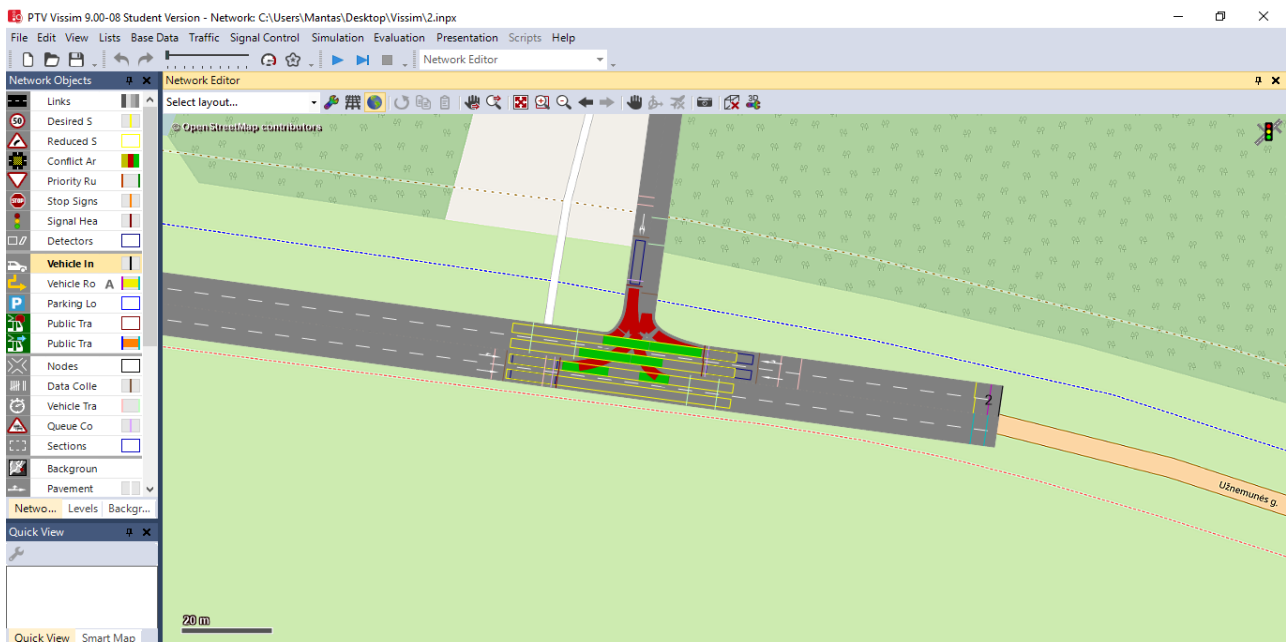 PTV Vissim 9.00-08 Student Version - Network: C:\Users\Mantas\Desktop\Vissim\2.inpx
File Edit View Lists Base Data Traffic Signal Control Simulation Evaluation Presentation Scripts Help
Network Editor
Network Objects
Network Editor
Select layout...
Links
50 Desired S
Reduced S
Conflict Ar
Priority Ru
STOP Stop Signs
Signal Hea
Detectors
Vehicle In
Vehicle Ro A
P Parking Lo
Public Tra
Public Tra
Nodes
Data Colle
Vehicle Tra
Queue Co
Sections
Backgroun
Pavement
Netwo... Levels Backgr...
Quick View
Quick View Smart Map
© OpenStreetMap contributors
2
Užnemunės g.
20 m